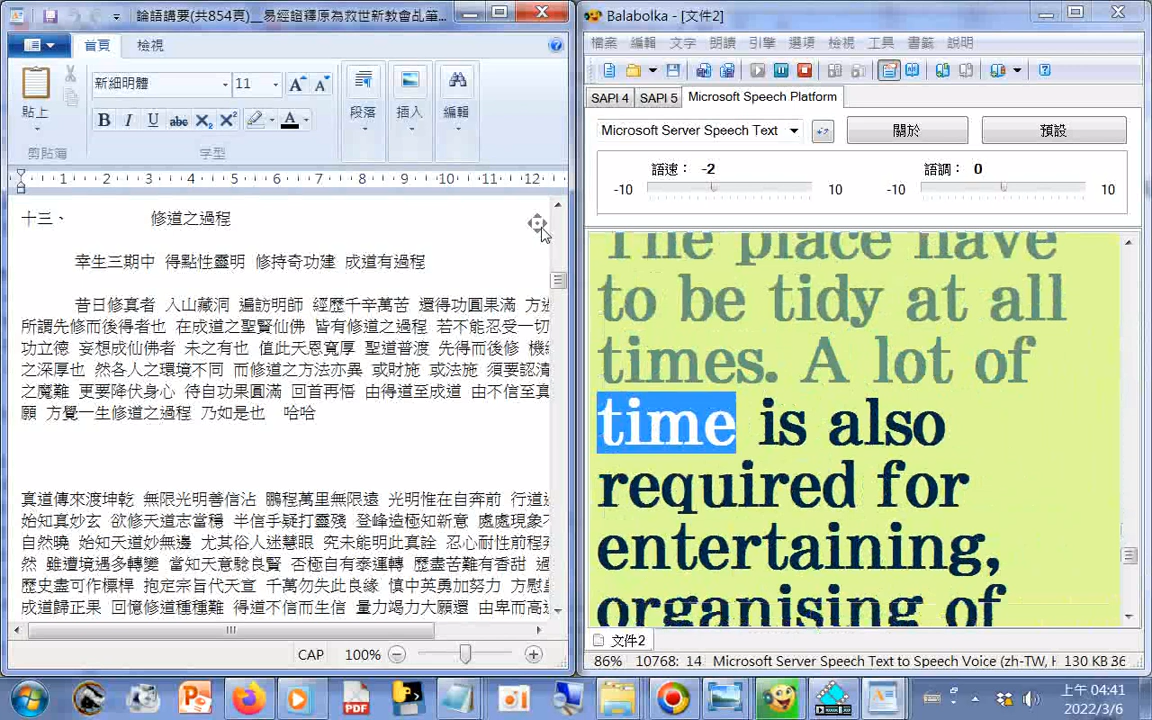 論語講要(共854頁)__易經證釋原為救世新教會乩筆...
首頁
檢視
貼上
剪貼簿
新細明體
11
A A
B I U abc X2 X2 A
字型
段落
插入
編輯
1 2 3 4 5 6 7 8 9 10 11 12
十三、 修道之過程
幸生三期中 得點性靈明 修持奇功建 成道有過程
昔日修真者 入山藏洞 遍訪明師 經歷千辛萬苦 還得功圓果滿 方
所謂先修而後得者也 在成道之聖賢仙佛 皆有修道之過程 若不能忍受一切
功立德 妄想成仙佛者 未之有也 值此天恩寬厚 聖道普渡 先得而後修 機
之深厚也 然各人之環境不同 而修道之方法亦異 或財施 或法施 須要認清
之魔難 更要降伏身心 待自功果圓滿 回首再悟 由得道至成道 由不信至真
願 方覺一生修道之過程 乃如是也 哈哈
真道傳來渡坤乾 無限光明善信沾 鵬程萬里無限遠 光明惟在自奔前 行道
始知真妙玄 欲修天道志當穩 半信乎疑打靈殘 登峰造極知新意 處處現象
自然曉 始知天道妙無邊 尤其俗人迷慧眼 究未能明此真詮 忍心耐性前程
然 雖遭境遇多轉變 當知天意驗良賢 否極自有泰運轉 歷盡苦難有香甜
歷史盡可作標桿 抱定宗旨代天宣 千萬勿失此良緣 慎中英勇加努力 方慰
成道歸正果 回憶修道種種難 得道不信而生信 量力竭力大願還 由卑而高
CAP 100%
Balabolka - [文件2]
檔案 編輯 文字 朗讀 引擎 選項 檢視 工具 書籤 說明
SAPI 4 SAPI 5 Microsoft Speech Platform
Microsoft Server Speech Text
關於
預設
語速： -2
語調： 0
-10 10 -10 10
The place have
to be tidy at all
times. A lot of
time is also
required for
entertaining,
organising of
文件2
86% 10768: 14 Microsoft Server Speech Text to Speech Voice (zh-TW, H 130 KB 36
PDF
上午 04:41
2022/3/6